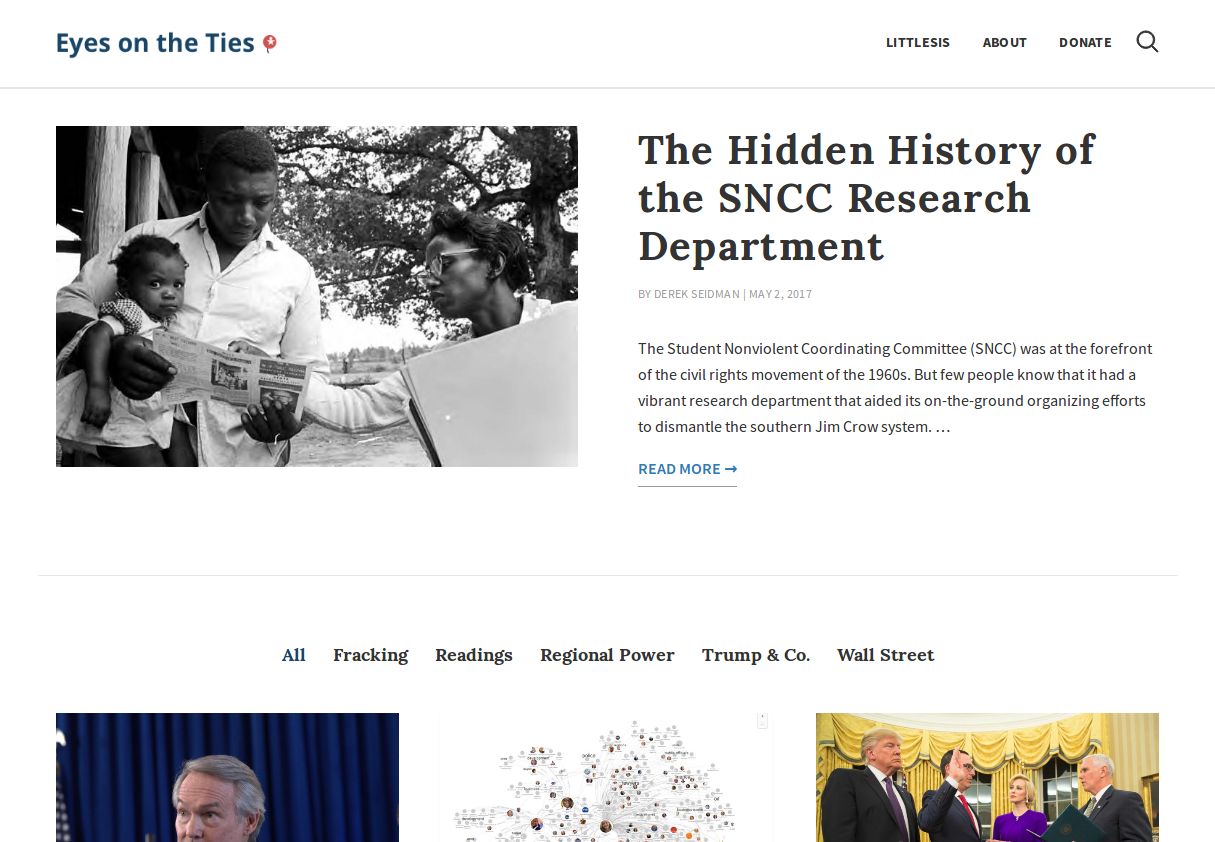 Eyes on the Ties
LITTLESIS ABOUT DONATE
The Hidden History of
the SNCC Research
Department
BY DEREK SEIDMAN | MAY 2, 2017
The Student Nonviolent Coordinating Committee (SNCC) was at the forefront
of the civil rights movement of the 1960s. But few people know that it had a
vibrant research department that aided its on-the-ground organizing efforts
to dismantle the southern Jim Crow system. …
READ MORE →
All Fracking Readings Regional Power Trump & Co. Wall Street